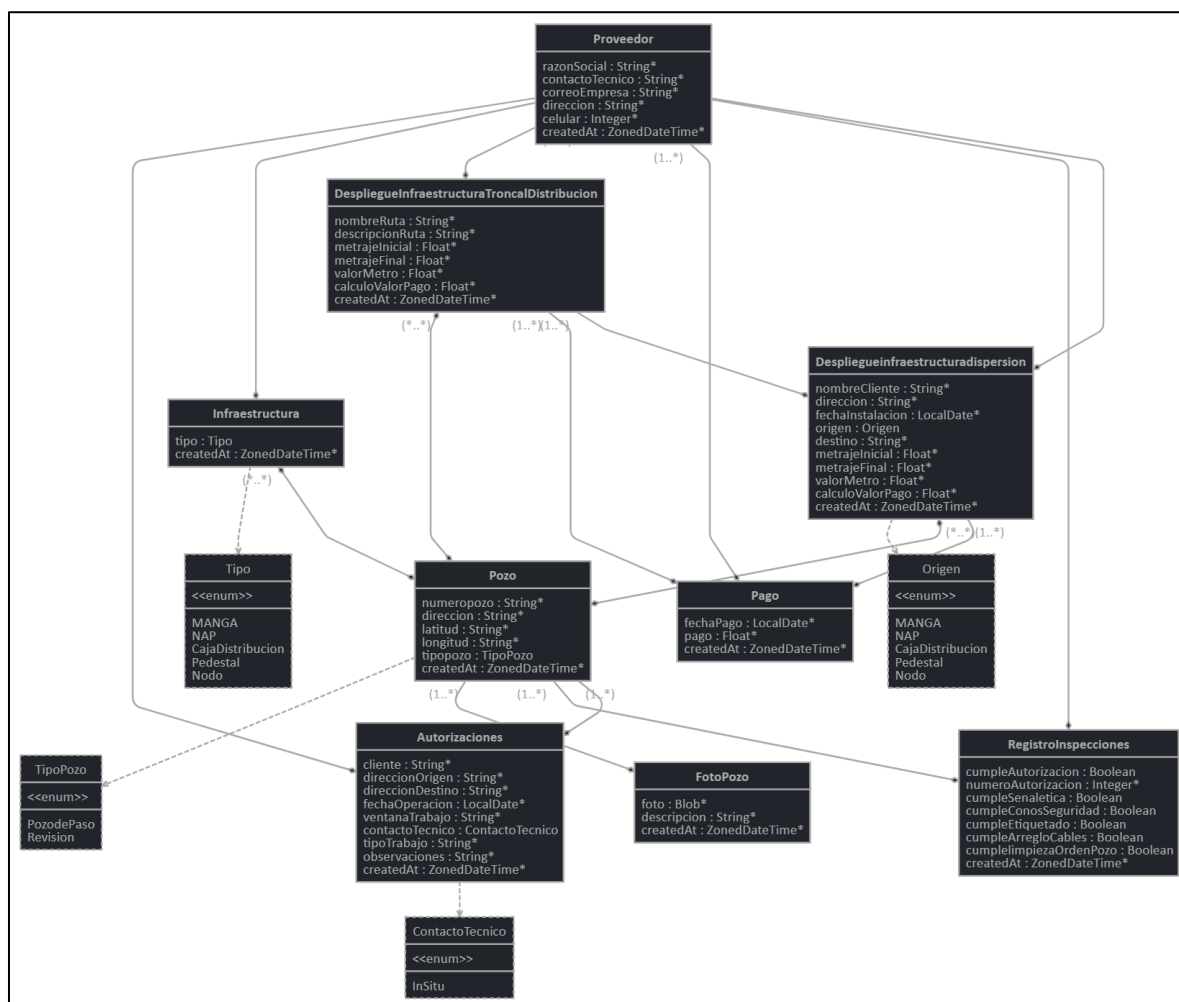 Proveedor
razonSocial : String*
contactoTecnico : String*
correoEmpresa : String*
direccion : String*
celular : Integer*
createdAt : ZonedDateTime*
(1..*)
DespliegueInfraestructuraTroncalDistribucion
nombreRuta : String*
descripcionRuta : String*
metrajeInicial : Float*
metrajeFinal : Float*
valorMetro : Float*
calculoValorPago : Float*
createdAt : ZonedDateTime*
(*..*)
(1..*)(1..*)
Despliegueinfraestructuradispersion
nombreCliente : String*
direccion : String*
fechaInstalacion : LocalDate*
origen : Origen
destino : String*
metrajeInicial : Float*
metrajeFinal : Float*
valorMetro : Float*
calculoValorPago : Float*
createdAt : ZonedDateTime*
(*..*)(1..*)
Infraestructura
tipo : Tipo
createdAt : ZonedDateTime*
(*..*)
Tipo
<<enum>>
MANGA
NAP
CajaDistribucion
Pedestal
Nodo
Pozo
numeropozo : String*
direccion : String*
latitud : String*
longitud : String*
tipopozo : TipoPozo
createdAt : ZonedDateTime*
(1..*)
(1..*)
(1..*)
Pago
fechaPago : LocalDate*
pago : Float*
createdAt : ZonedDateTime*
Origen
<<enum>>
MANGA
NAP
CajaDistribucion
Pedestal
Nodo
TipoPozo
<<enum>>
PozodePaso
Revision
Autorizaciones
cliente : String*
direccionOrigen : String*
direccionDestino : String*
fechaOperacion : LocalDate*
ventanaTrabajo : String*
contactoTecnico : ContactoTecnico
tipoTrabajo : String*
observaciones : String*
createdAt : ZonedDateTime*
FotoPozo
foto : Blob*
descripcion : String*
createdAt : ZonedDateTime*
RegistroInspecciones
cumpleAutorizacion : Boolean
numeroAutorizacion : Integer*
cumpleSenaletica : Boolean
cumpleConosSeguridad : Boolean
cumpleEtiquetado : Boolean
cumpleArregloCables : Boolean
cumplelimpiezaOrdenPozo : Boolean
createdAt : ZonedDateTime*
ContactoTecnico
<<enum>>
InSitu